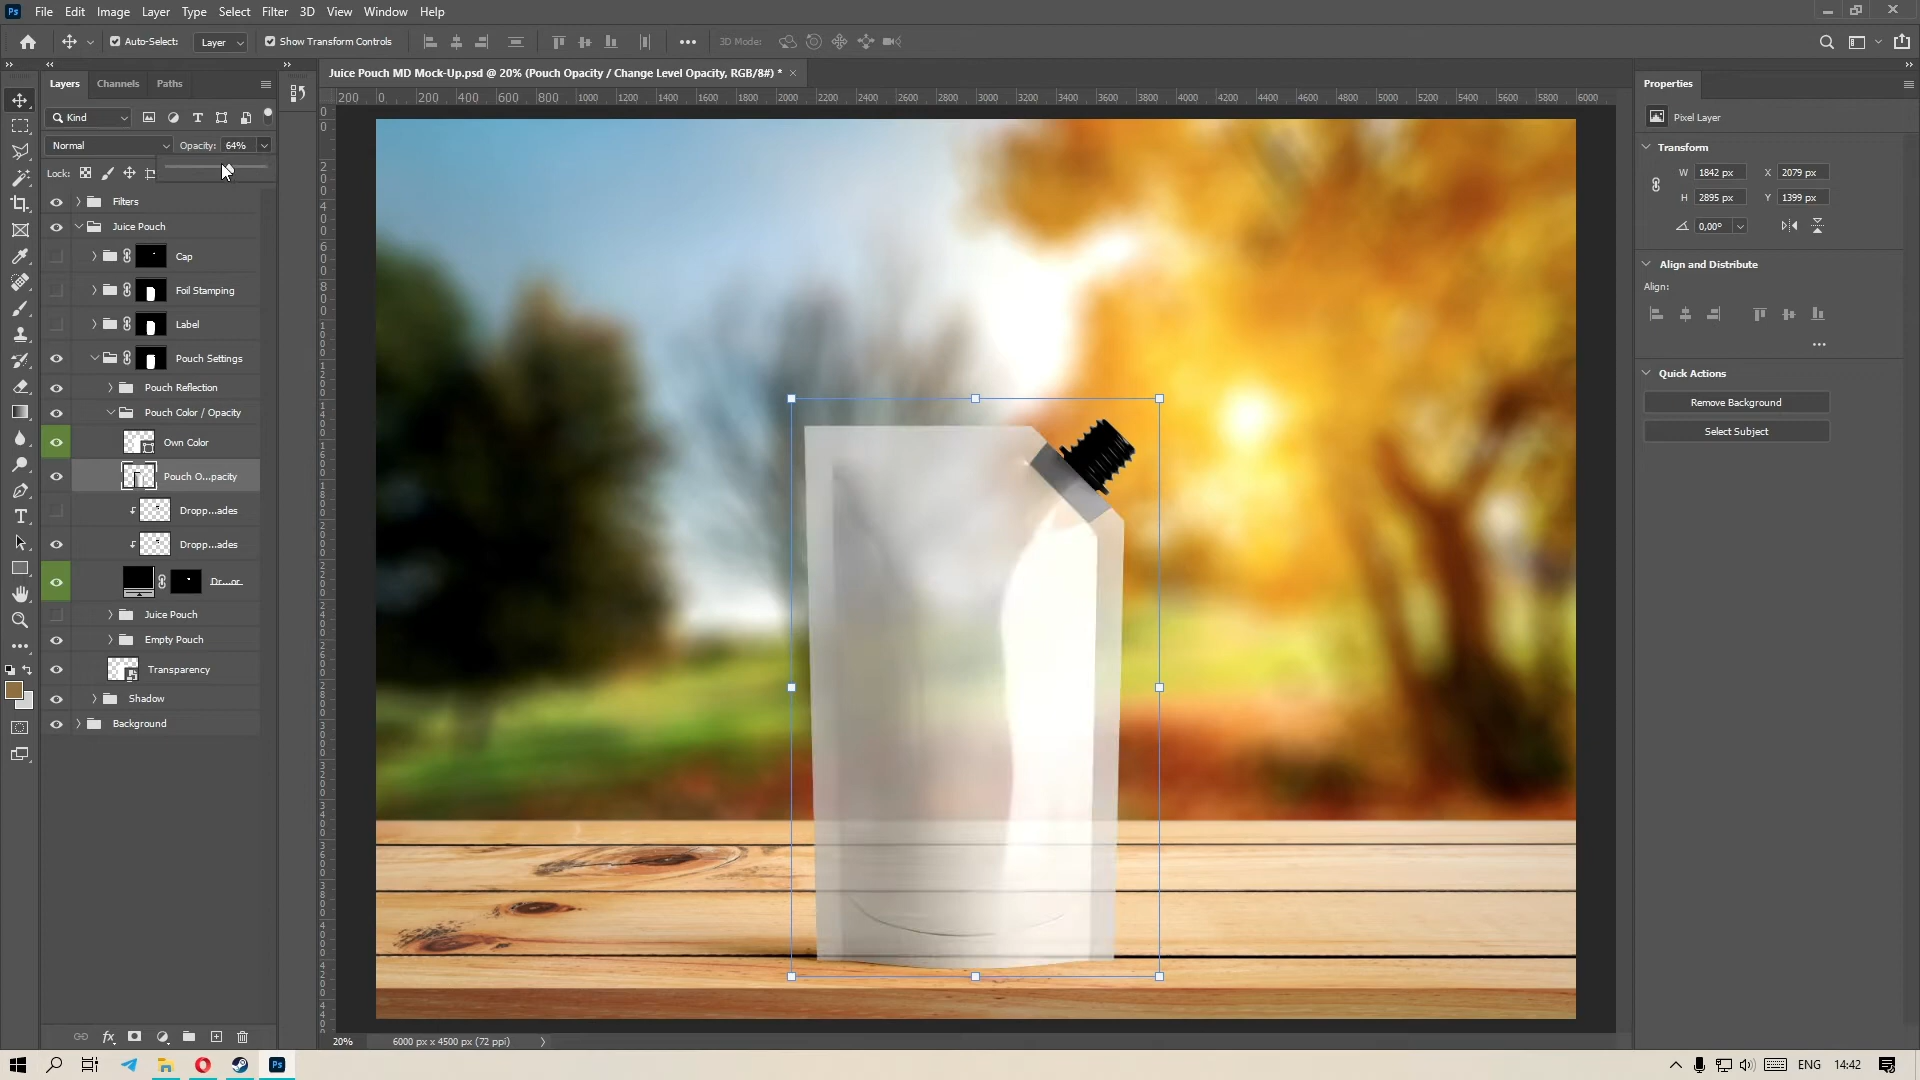 Ps File Edit Image Layer Type Select Filter 3D View Window Help
Auto-Select: Layer Show Transform Controls 3D Mode:
Layers Channels Paths
Juice Pouch MD Mock-Up.psd @ 20% (Pouch Opacity / Change Level Opacity, RGB/8#) *
Properties
200 0 200 400 600 800 1000 1200 1400 1600 1800 2000 2200 2400 2600 2800 3000 3200 3400 3600 3800 4000 4200 4400 4600 4800 5000 5200 5400 5600 5800 6000
Kind
Pixel Layer
Normal Opacity: 64%
Transform
Lock:
W 1842 px X 2079 px
H 2895 px Y 1399 px
0,00°
Filters
Juice Pouch
Cap
Foil Stamping
Label
Pouch Settings
Pouch Reflection
Pouch Color / Opacity
Own Color
Pouch O...pacity
Dropp...ades
Dropp...ades
Dr...or
Juice Pouch
Empty Pouch
Transparency
Shadow
Background
Align and Distribute
Align:
Quick Actions
Remove Background
Select Subject
20% 6000 px x 4500 px (72 ppi)
Ps
ENG 14:42